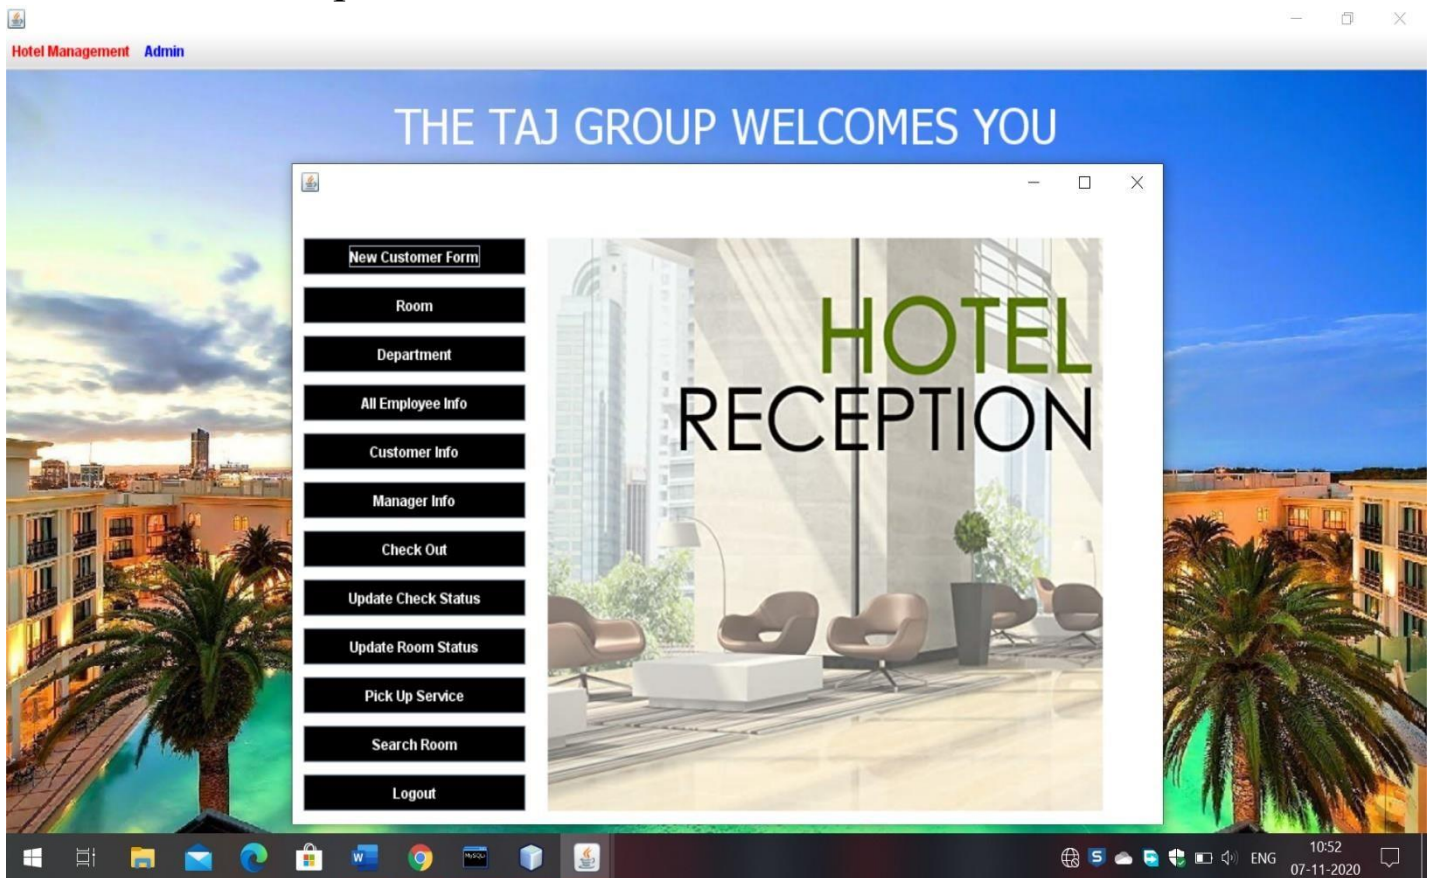 Hotel Management Admin
THE TAJ GROUP WELCOMES YOU
New Customer Form
Room
Department
All Employee Info
Customer Info
Manager Info
Check Out
Update Check Status
Update Room Status
Pick Up Service
Search Room
Logout
HOTEL
RECEPTION
MySQL
ENG
10:52
07-11-2020